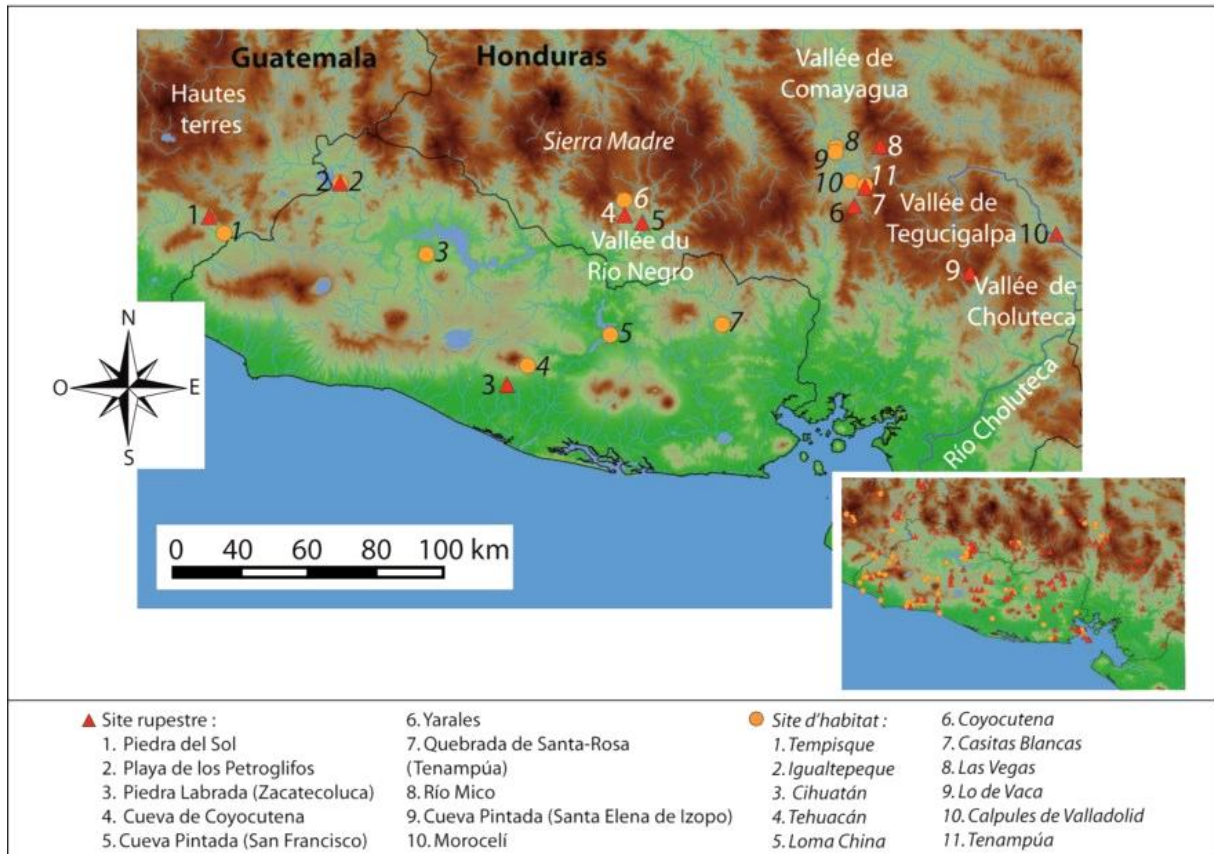 Guatemala
Honduras
Vallée de
Comayagua
Hautes
terres
Sierra Madre
8
8
9
2
2
10
11
6
1
4
5
6
7
Vallée de
Tegucigalpa
10
1
Vallée du
Río Negro
3
9
Vallée de
Choluteca
5
7
4
3
Río Choluteca
N
O
E
S
0 20 40 60 80 100 km
Site rupestre :
1. Piedra del Sol
2. Playa de los Petroglifos
3. Piedra Labrada (Zacatecoluca)
4. Cueva de Coyocutena
5. Cueva Pintada (San Francisco)
6. Yarales
7. Quebrada de Santa-Rosa
(Tenampúa)
8. Río Mico
9. Cueva Pintada (Santa Elena de Izopo)
10. Morocelí
Site d'habitat :
1. Tempisque
2. Igualtepeque
3. Cihuatán
4. Tehuacán
5. Loma China
6. Coyocutena
7. Casitas Blancas
8. Las Vegas
9. Lo de Vaca
10. Calpules de Valladolid
11. Tenampúa